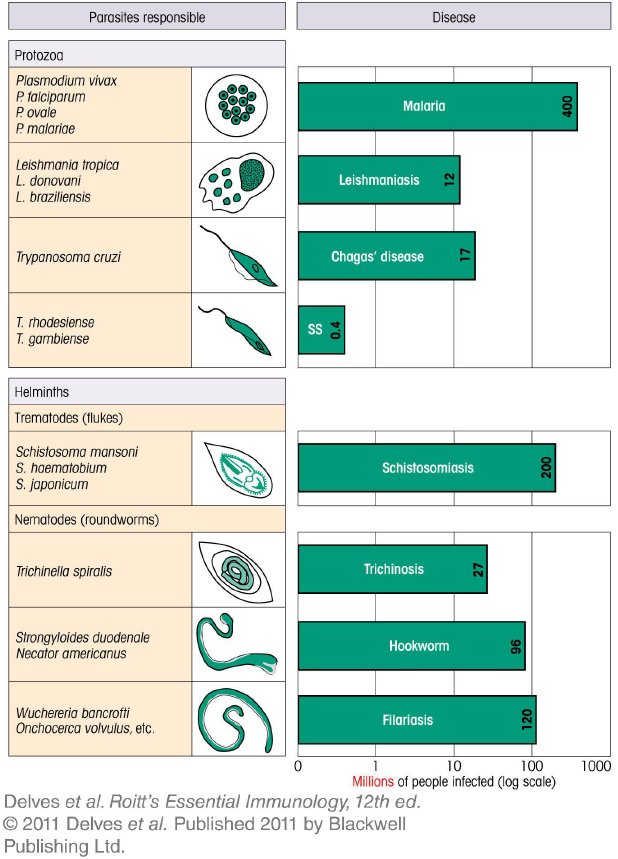 Parasites responsible
Disease
Protozoa
Plasmodium vivax
P. falciparum
P. ovale
P. malariae
Malaria
400
Leishmania tropica
L. donovani
L. braziliensis
Leishmaniasis
12
Trypanosoma cruzi
Chagas’ disease
17
T. rhodesiense
T. gambiense
SS
0.4
Helminths
Trematodes (flukes)
Schistosoma mansoni
S. haematobium
S. japonicum
Schistosomiasis
200
Nematodes (roundworms)
Trichinella spiralis
Trichinosis
27
Strongyloides duodenale
Necator americanus
Hookworm
96
Wuchereria bancrofti
Onchocerca volvulus, etc.
Filariasis
120
0 1 10 100 1000
Millions of people infected (log scale)
Delves et al. Roitt’s Essential Immunology, 12th ed.
© 2011 Delves et al. Published 2011 by Blackwell
Publishing Ltd.